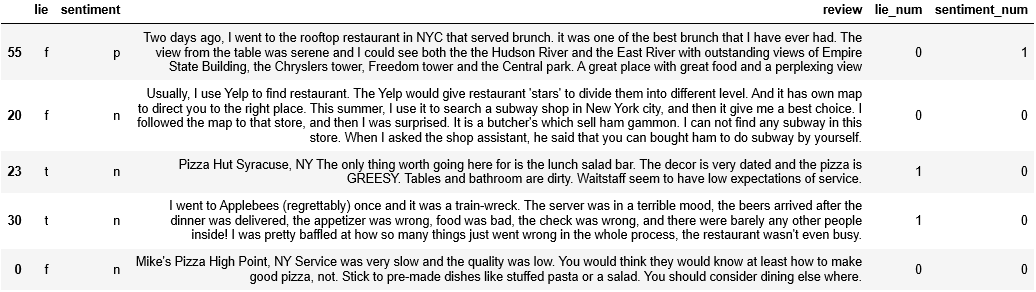 lie sentiment review lie_num sentiment_num
Two days ago, I went to the rooftop restaurant in NYC that served brunch. it was one of the best brunch that I have ever had. The
55 f p view from the table was serene and I could see both the the Hudson River and the East River with outstanding views of Empire 0 1
State Building, the Chryslers tower, Freedom tower and the Central park. A great place with great food and a perplexing view
Usually, I use Yelp to find restaurant. The Yelp would give restaurant 'stars' to divide them into different level. And it has own map
20 f n to direct you to the right place. This summer, I use it to search a subway shop in New York city, and then it give me a best choice. I 0 0
followed the map to that store, and then I was surprised. It is a butcher's which sell ham gammon. I can not find any subway in this
store. When I asked the shop assistant, he said that you can bought ham to do subway by yourself.
23 t n Pizza Hut Syracuse, NY The only thing worth going here for is the lunch salad bar. The decor is very dated and the pizza is 1 0
GREESY. Tables and bathroom are dirty. Waitstaff seem to have low expectations of service.
I went to Applebees (regrettably) once and it was a train-wreck. The server was in a terrible mood, the beers arrived after the
30 t n dinner was delivered, the appetizer was wrong, food was bad, the check was wrong, and there were barely any other people 1 0
inside! I was pretty baffled at how so many things just went wrong in the whole process, the restaurant wasn't even busy.
0 f n Mike's Pizza High Point, NY Service was very slow and the quality was low. You would think they would know at least how to make 0 0
good pizza, not. Stick to pre-made dishes like stuffed pasta or a salad. You should consider dining else where.